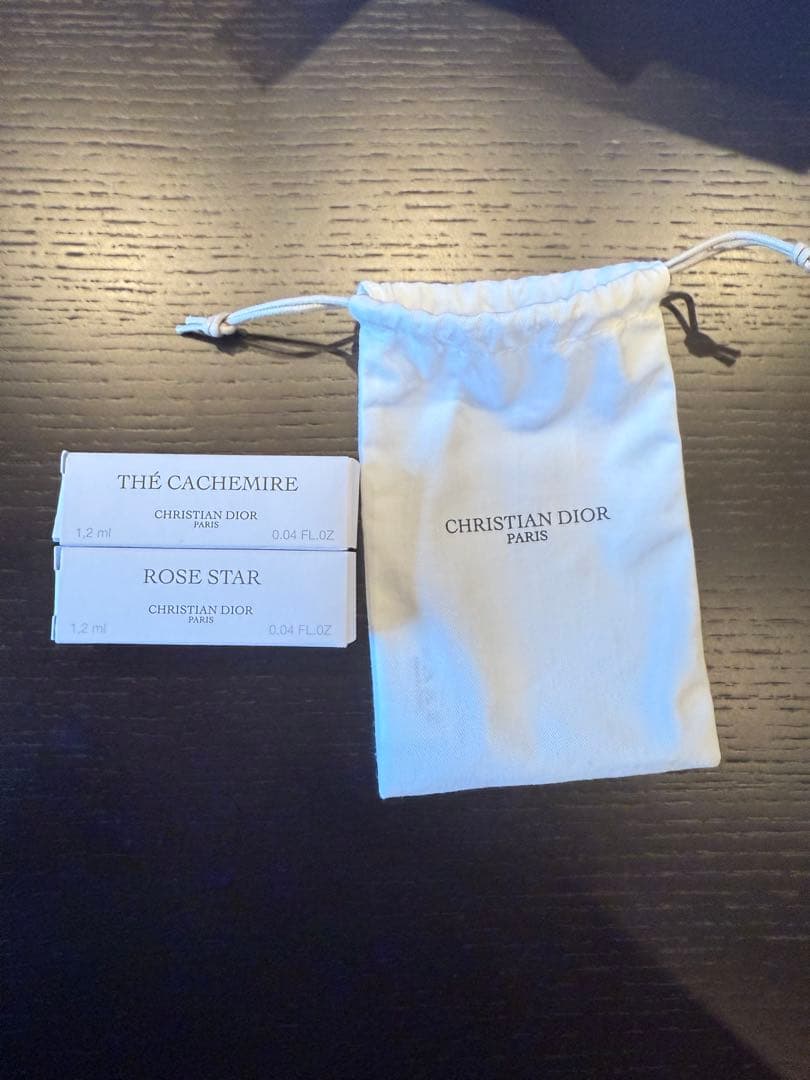 THÉ CACHEMIRE
CHRISTIAN DIOR
PARIS
1,2 ml
0.04 FL.OZ
ROSE STAR
CHRISTIAN DIOR
PARIS
1,2 ml
0.04 FL.OZ
CHRISTIAN DIOR
PARIS